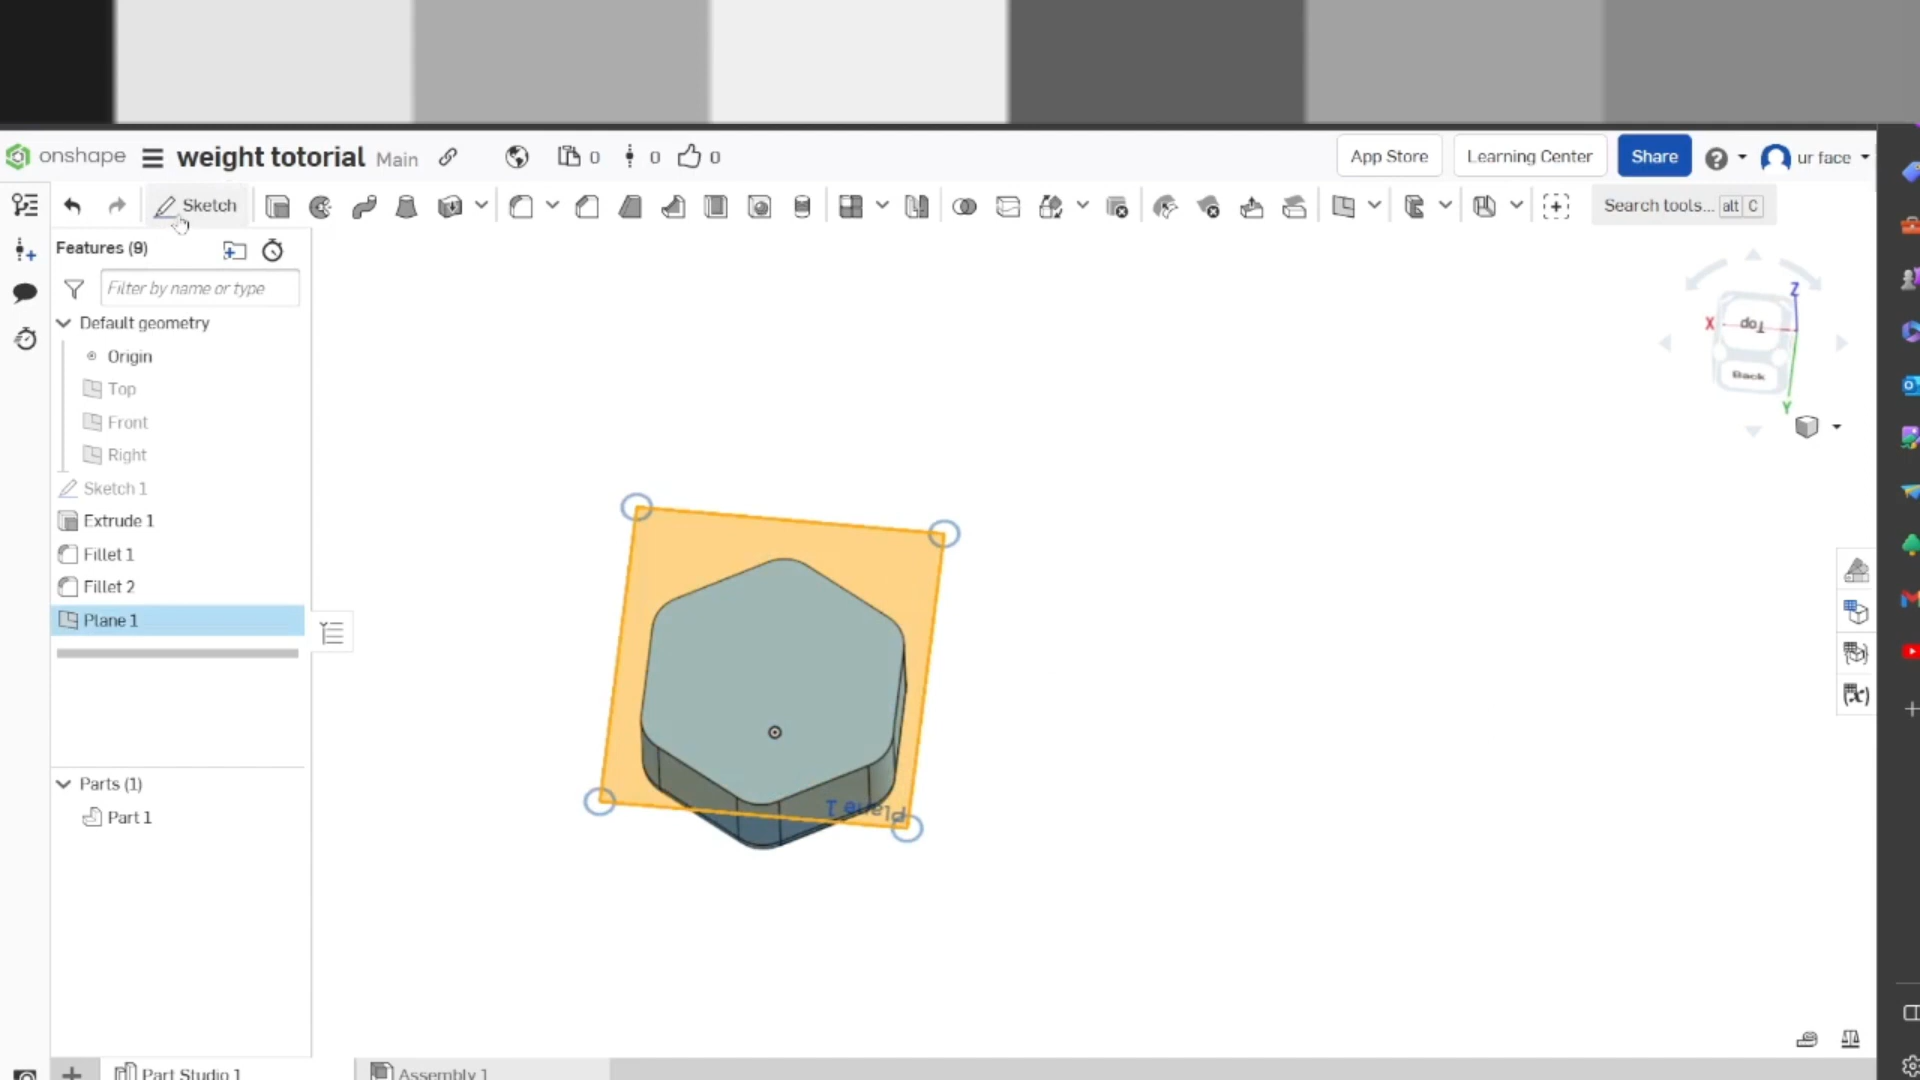 onshape weight totorial Main 0 0 0 App Store Learning Center Share ur face
Sketch Search tools... alt C
Features (9)
Filter by name or type
Default geometry
Origin
Top
Front
Right
Sketch 1
Extrude 1
Fillet 1
Fillet 2
Plane 1
Parts (1)
Part 1
Plane 1
Z
X
Top
Back
Y
(x)
Part Studio 1 Assembly 1